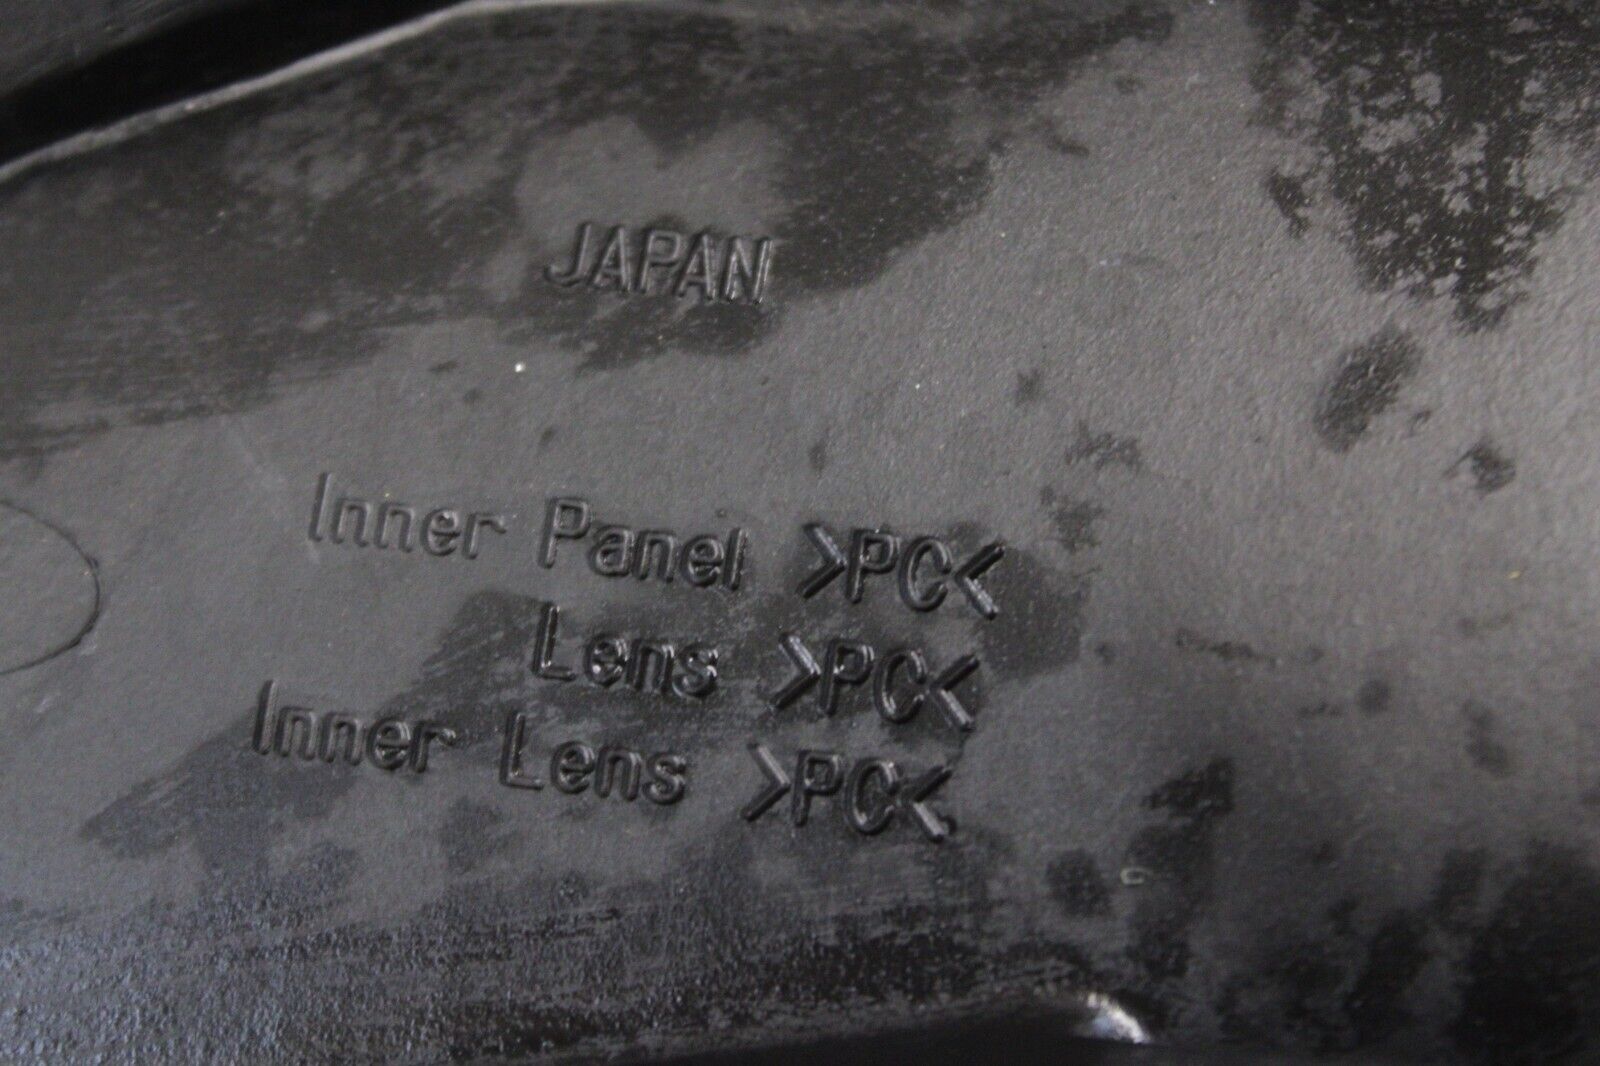 JAPAN
Inner Panel >PC<
Lens >PC<
Inner Lens >PC<